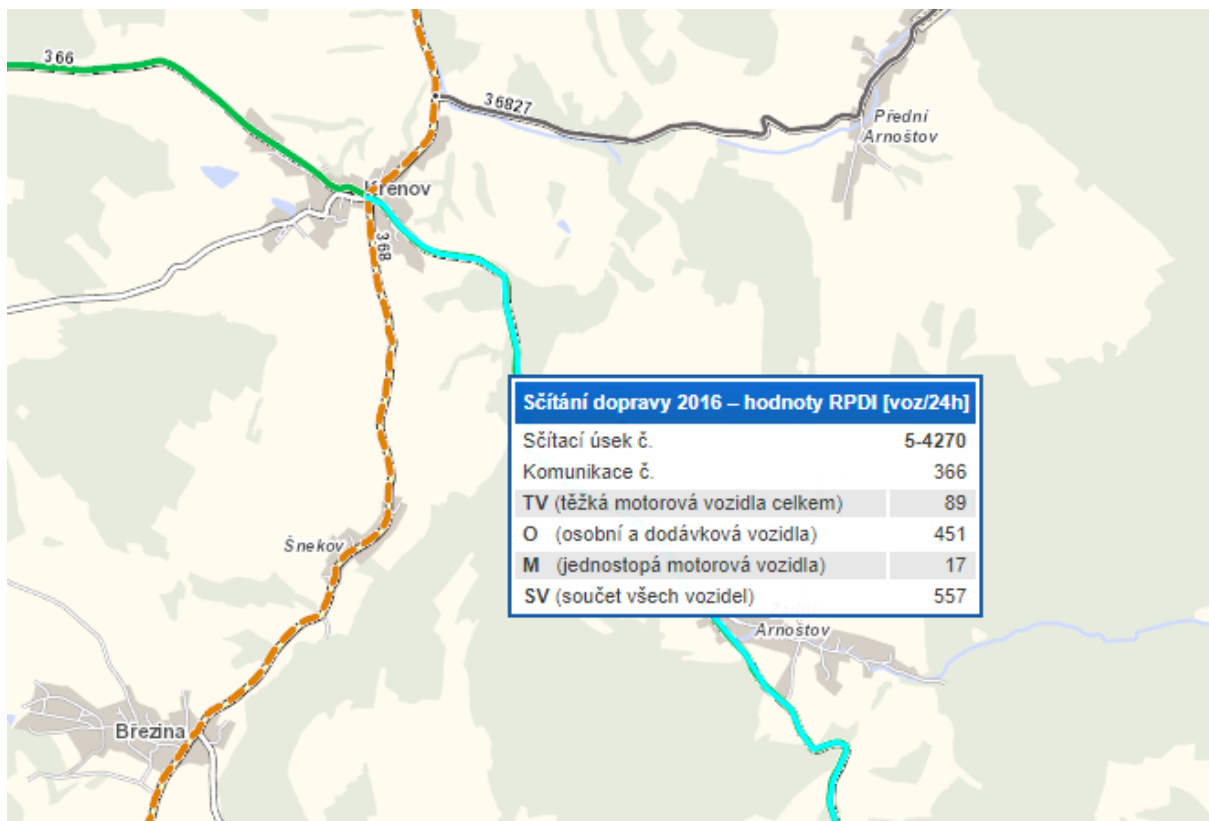 366
36827
Přední
Arnoštov
Křenov
368
Sčítání dopravy 2016 – hodnoty RPDI [voz/24h]
Sčítací úsek č. 5-4270
Komunikace č. 366
TV (těžká motorová vozidla celkem) 89
O (osobní a dodávková vozidla) 451
M (jednostopá motorová vozidla) 17
SV (součet všech vozidel) 557
Šnekov
Arnoštov
Březina